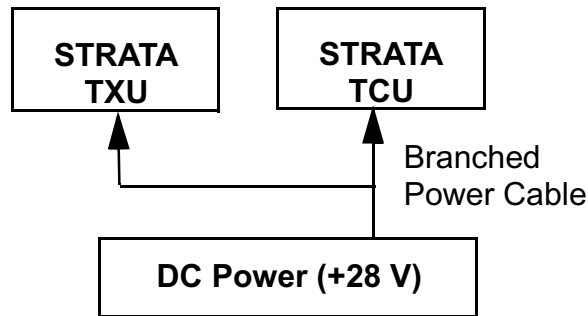 STRATA
TXU
STRATA
TCU
Branched
Power Cable
DC Power (+28 V)